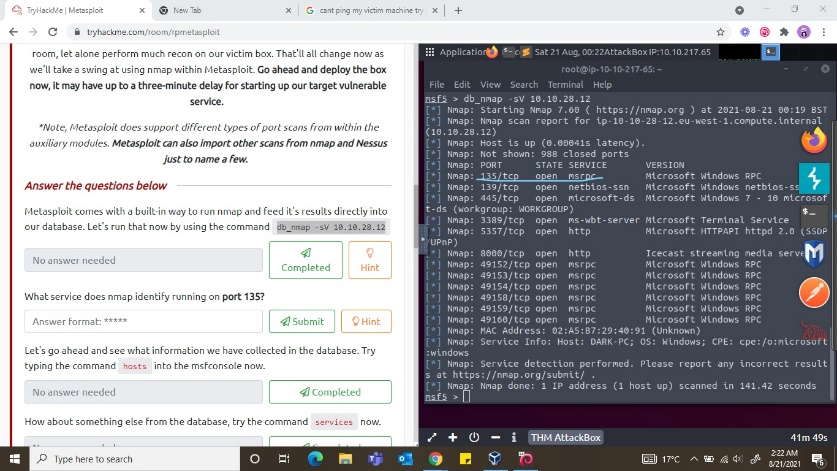 TryHackMe | Metasploit
New Tab
cant ping my victim machine try
tryhackme.com/room/rpmetasploit
room, let alone perform much recon on our victim box. That'll all change now as
we'll take a swing at using nmap within Metasploit. Go ahead and deploy the box
now, it may have up to a three-minute delay for starting up our target vulnerable
service.
*Note, Metasploit does support different types of port scans from within the
auxiliary modules. Metasploit can also import other scans from nmap and Nessus
just to name a few.
Answer the questions below
Metasploit comes with a built-in way to run nmap and feed it's results directly into
our database. Let's run that now by using the command db_nmap -sV 10.10.28.12
No answer needed
Completed
Hint
What service does nmap identify running on port 135?
Answer format: *****
Submit
Hint
Let's go ahead and see what information we have collected in the database. Try
typing the command hosts into the msfconsole now.
No answer needed
Completed
How about something else from the database, try the command services now.
Application
Sat 21 Aug, 00:22
AttackBox IP:10.10.217.65
root@ip-10-10-217-65: ~
File Edit View Search Terminal Help
msf5 > db_nmap -sV 10.10.28.12
[*] Nmap: Starting Nmap 7.60 ( https://nmap.org ) at 2021-08-21 00:19 BST
[*] Nmap: Nmap scan report for ip-10-10-28-12.eu-west-1.compute.internal
(10.10.28.12)
[*] Nmap: Host is up (0.00041s latency).
[*] Nmap: Not shown: 988 closed ports
[*] Nmap: PORT STATE SERVICE VERSION
[*] Nmap: 135/tcp open msrpc Microsoft Windows RPC
[*] Nmap: 139/tcp open netbios-ssn Microsoft Windows netbios-ss
[*] Nmap: 445/tcp open microsoft-ds Microsoft Windows 7 - 10 microsof
t-ds (workgroup: WORKGROUP)
[*] Nmap: 3389/tcp open ms-wbt-server Microsoft Terminal Service
[*] Nmap: 5357/tcp open http Microsoft HTTPAPI httpd 2.0 (SSDP
/UPnP)
[*] Nmap: 8000/tcp open http Icecast streaming media serve
[*] Nmap: 49152/tcp open msrpc Microsoft Windows RPC
[*] Nmap: 49153/tcp open msrpc Microsoft Windows RPC
[*] Nmap: 49154/tcp open msrpc Microsoft Windows RPC
[*] Nmap: 49158/tcp open msrpc Microsoft Windows RPC
[*] Nmap: 49159/tcp open msrpc Microsoft Windows RPC
[*] Nmap: 49160/tcp open msrpc Microsoft Windows RPC
[*] Nmap: MAC Address: 02:A5:B7:29:40:91 (Unknown)
[*] Nmap: Service Info: Host: DARK-PC; OS: Windows; CPE: cpe:/o:microsoft
:windows
[*] Nmap: Service detection performed. Please report any incorrect result
s at https://nmap.org/submit/ .
[*] Nmap: Nmap done: 1 IP address (1 host up) scanned in 141.42 seconds
msf5 >
THM AttackBox
41m 49s
Type here to search
17°C
2:22 AM
8/21/2021